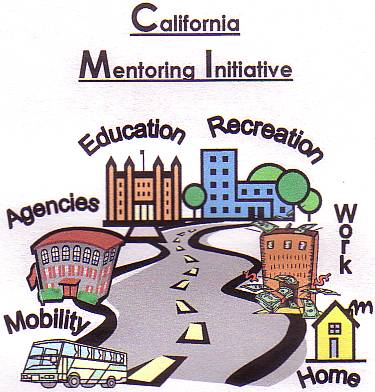 California
Mentoring Initiative
Education
Recreation
Agencies
Work
Mobility
Home